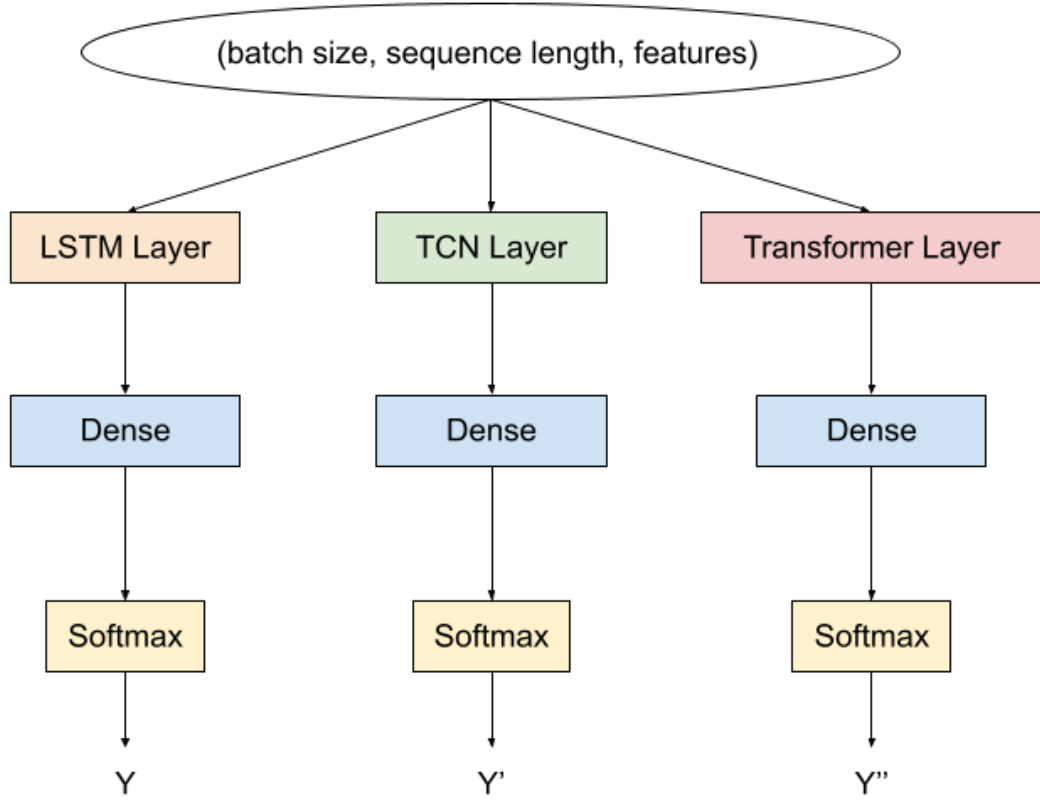 (batch size, sequence length, features)
LSTM Layer
TCN Layer
Transformer Layer
Dense
Dense
Dense
Softmax
Softmax
Softmax
Y
Y’
Y’’